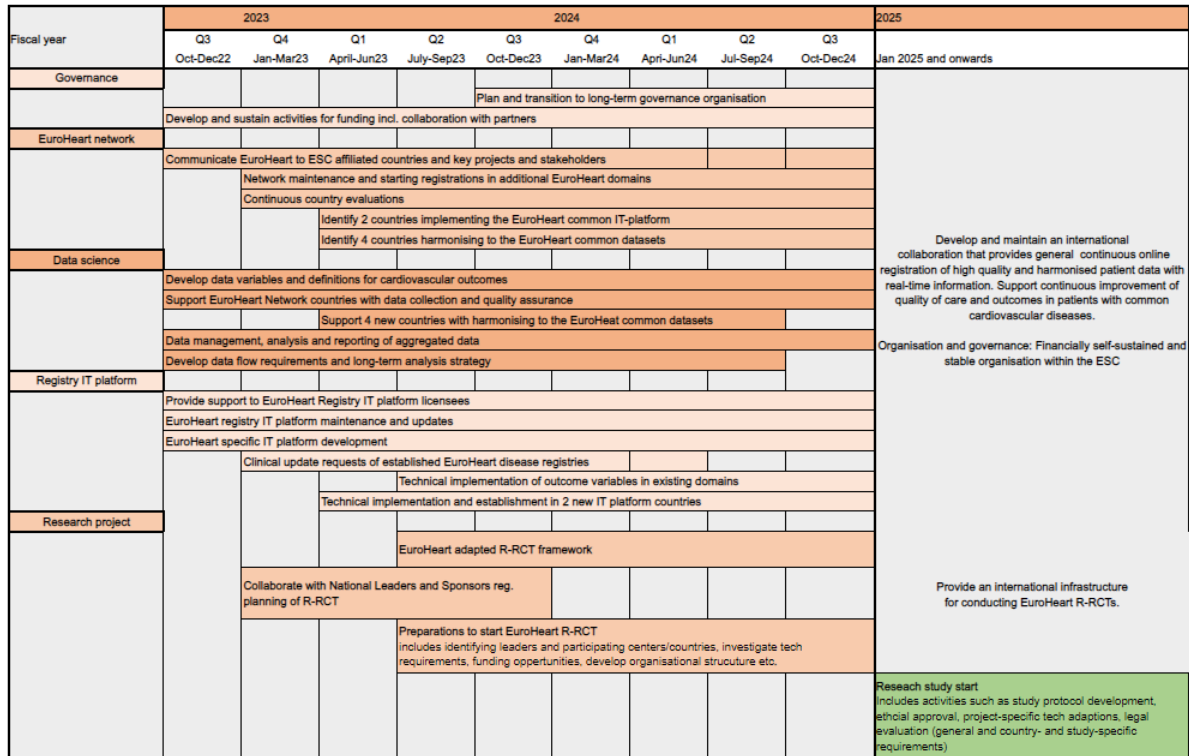 2023 2024 2025
Fiscal year
Q3 Q4 Q1 Q2 Q3 Q4 Q1 Q2 Q3
Oct-Dec22 Jan-Mar23 April-Jun23 July-Sep23 Oct-Dec23 Jan-Mar24 Apri-Jun24 Jul-Sep24 Oct-Dec24 Jan 2025 and onwards
Governance
Plan and transition to long-term governance organisation
Develop and sustain activities for funding incl. collaboration with partners
EuroHeart network
Communicate EuroHeart to ESC affiliated countries and key projects and stakeholders
Network maintenance and starting registrations in additional EuroHeart domains
Continuous country evaluations
Identify 2 countries implementing the EuroHeart common IT-platform
Identify 4 countries harmonising to the EuroHeart common datasets
Data science
Develop data variables and definitions for cardiovascular outcomes
Support EuroHeart Network countries with data collection and quality assurance
Support 4 new countries with harmonising to the EuroHeat common datasets
Data management, analysis and reporting of aggregated data
Develop data flow requirements and long-term analysis strategy
Develop and maintain an international
collaboration that provides general continuous online
registration of high quality and harmonised patient data with
real-time information. Support continuous improvement of
quality of care and outcomes in patients with common
cardiovascular diseases.
Organisation and governance: Financially self-sustained and
stable organisation within the ESC
Registry IT platform
Provide support to EuroHeart Registry IT platform licensees
EuroHeart registry IT platform maintenance and updates
EuroHeart specific IT platform development
Clinical update requests of established EuroHeart disease registries
Technical implementation of outcome variables in existing domains
Technical implementation and establishment in 2 new IT platform countries
Research project
EuroHeart adapted R-RCT framework
Collaborate with National Leaders and Sponsors reg.
planning of R-RCT
Provide an international infrastructure
for conducting EuroHeart R-RCTs.
Preparations to start EuroHeart R-RCT
includes identifying leaders and participating centers/countries, investigate tech
requirements, funding oppertunities, develop organisational strucuture etc.
Reseach study start
Includes activities such as study protocol development,
ethcial approval, project-specific tech adaptions, legal
evaluation (general and country- and study-specific
requirements)